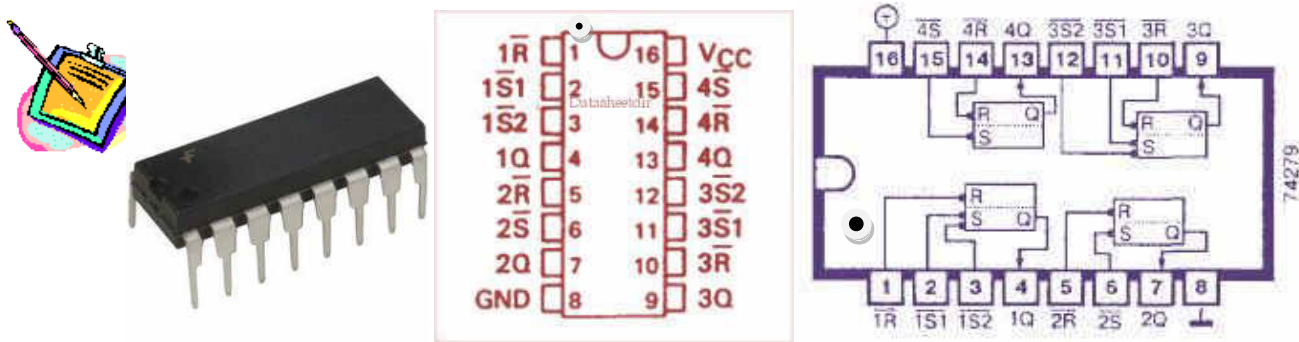 1R̅ 1 16 VCC
1S̅1 2 15 4S̅
Datasheetdir
1S̅2 3 14 4R̅
1Q 4 13 4Q
2R̅ 5 12 3S̅2
2S̅ 6 11 3S̅1
2Q 7 10 3R̅
GND 8 9 3Q
+ 4S̅ 4R̅ 4Q 3S̅2 3S̅1 3R̅ 3Q
16 15 14 13 12 11 10 9
R Q
S
R Q
S
74279
R
S Q
R
S Q
1 2 3 4 5 6 7 8
1R̅ 1S̅1 1S̅2 1Q 2R̅ 2S̅ 2Q